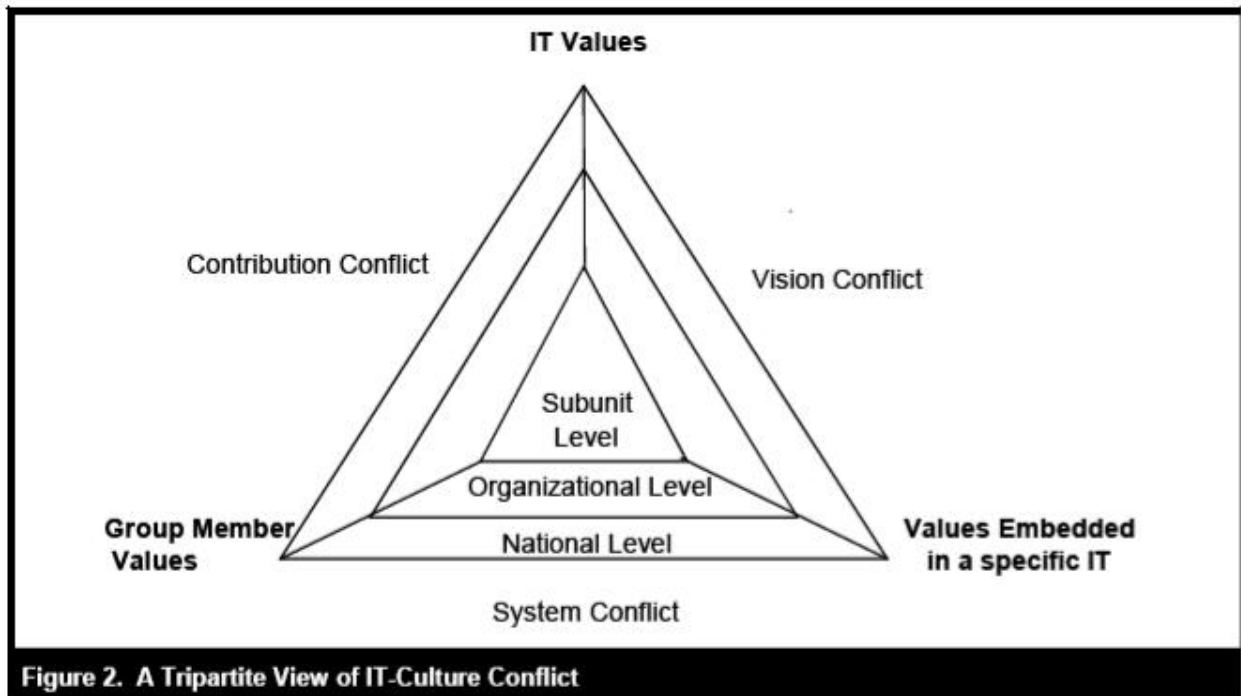 IT Values
Contribution Conflict
Vision Conflict
Subunit
Level
Organizational Level
Group Member
Values
National Level
Values Embedded
in a specific IT
System Conflict
Figure 2. A Tripartite View of IT-Culture Conflict